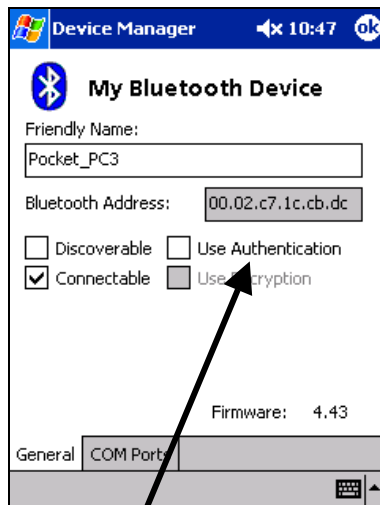 Device Manager 10:47 ok
My Bluetooth Device
Friendly Name:
Pocket_PC3
Bluetooth Address: 00.02.c7.1c.cb.dc
Discoverable Use Authentication
Connectable Use Encryption
Firmware: 4.43
General COM Ports